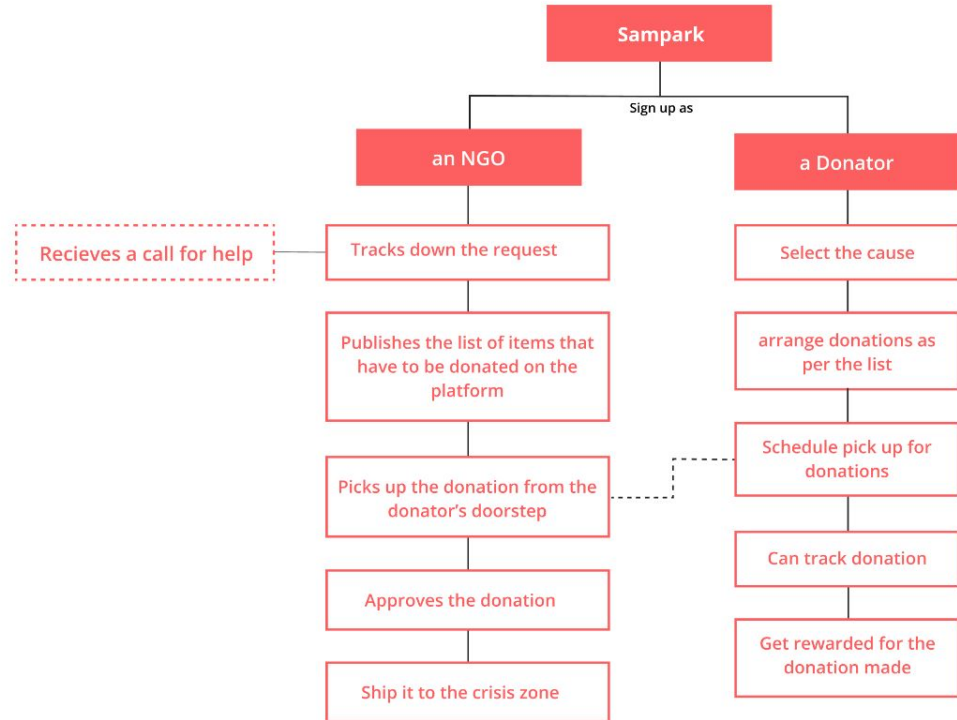 Sampark
Sign up as
an NGO
a Donator
Recieves a call for help
Tracks down the request
Publishes the list of items that
have to be donated on the
platform
Picks up the donation from the
donator’s doorstep
Approves the donation
Ship it to the crisis zone
Select the cause
arrange donations as
per the list
Schedule pick up for
donations
Can track donation
Get rewarded for the
donation made